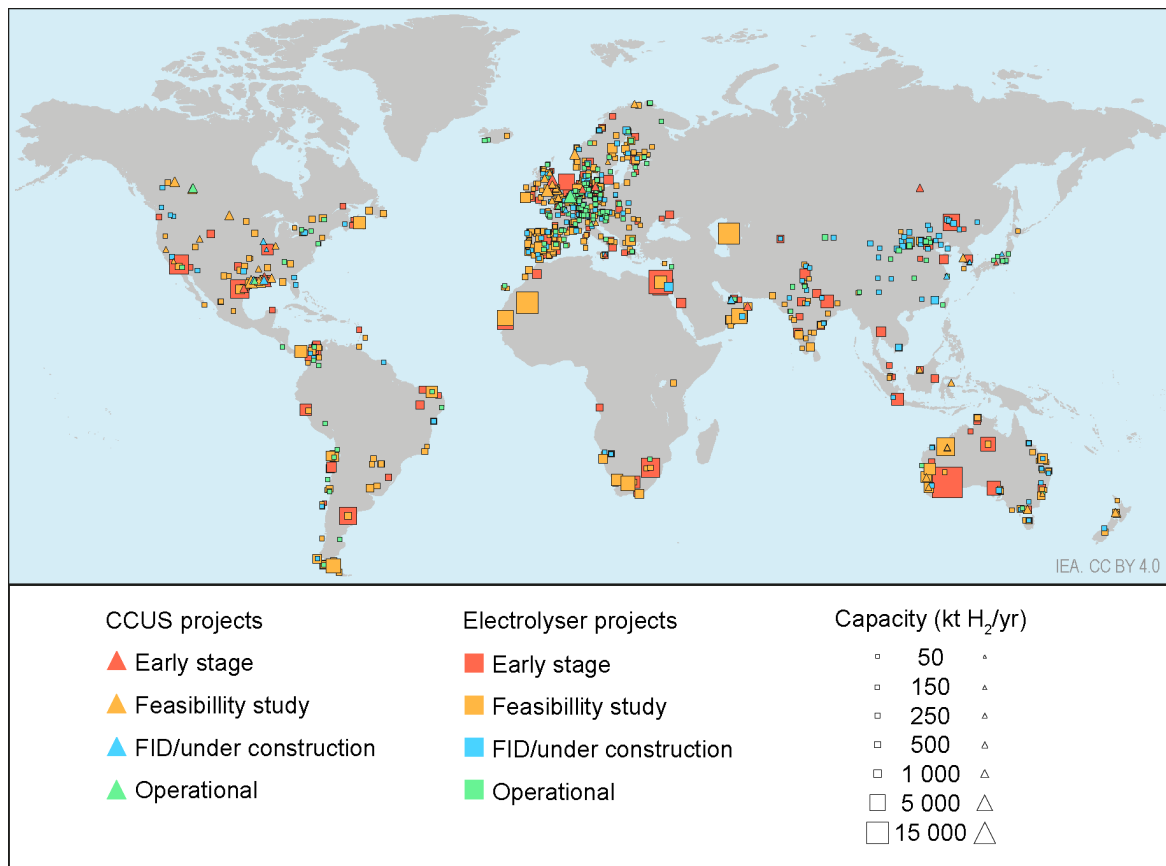 IEA. CC BY 4.0
CCUS projects
Early stage
Feasibillity study
FID/under construction
Operational
Electrolyser projects
Early stage
Feasibillity study
FID/under construction
Operational
Capacity (kt H₂/yr)
50
150
250
500
1 000
5 000
15 000